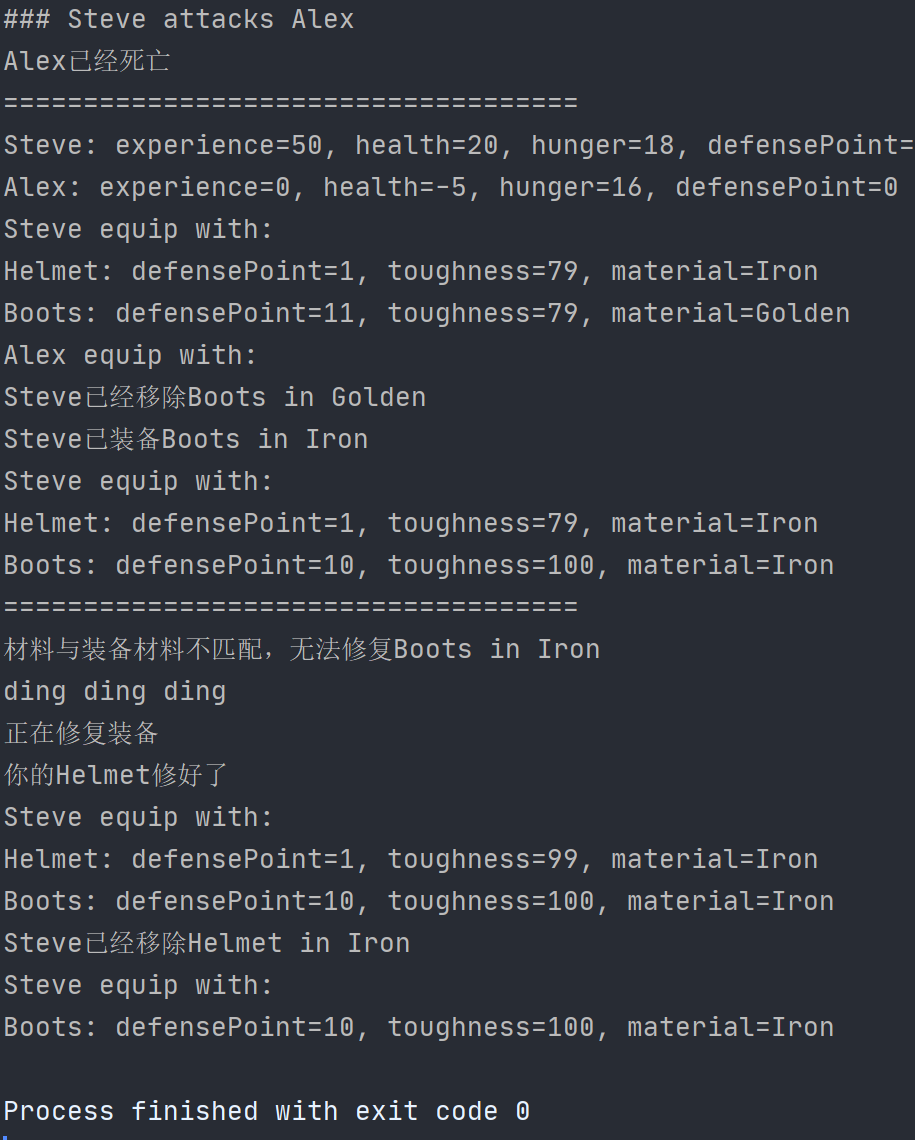 ### Steve attacks Alex
Alex已经死亡
====================================
Steve: experience=50, health=20, hunger=18, defensePoint=
Alex: experience=0, health=-5, hunger=16, defensePoint=0
Steve equip with:
Helmet: defensePoint=1, toughness=79, material=Iron
Boots: defensePoint=11, toughness=79, material=Golden
Alex equip with:
Steve已经移除Boots in Golden
Steve已装备Boots in Iron
Steve equip with:
Helmet: defensePoint=1, toughness=79, material=Iron
Boots: defensePoint=10, toughness=100, material=Iron
====================================
材料与装备材料不匹配，无法修复Boots in Iron
ding ding ding
正在修复装备
你的Helmet修好了
Steve equip with:
Helmet: defensePoint=1, toughness=99, material=Iron
Boots: defensePoint=10, toughness=100, material=Iron
Steve已经移除Helmet in Iron
Steve equip with:
Boots: defensePoint=10, toughness=100, material=Iron
Process finished with exit code 0